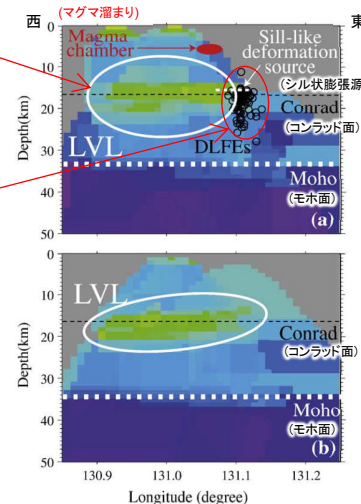 西 (マグマ溜まり) 東
Magma
chamber
Sill-like
deformation
source
(シル状膨張源
Conrad
(コンラッド面)
DLFEs
LVL
Moho
(モホ面)
(a)
0
10
20
30
40
50
Depth(km)
LVL
Conrad
(コンラッド面)
Moho
(モホ面)
(b)
0
10
20
30
40
50
Depth(km)
130.9 131.0 131.1 131.2
Longitude (degree)